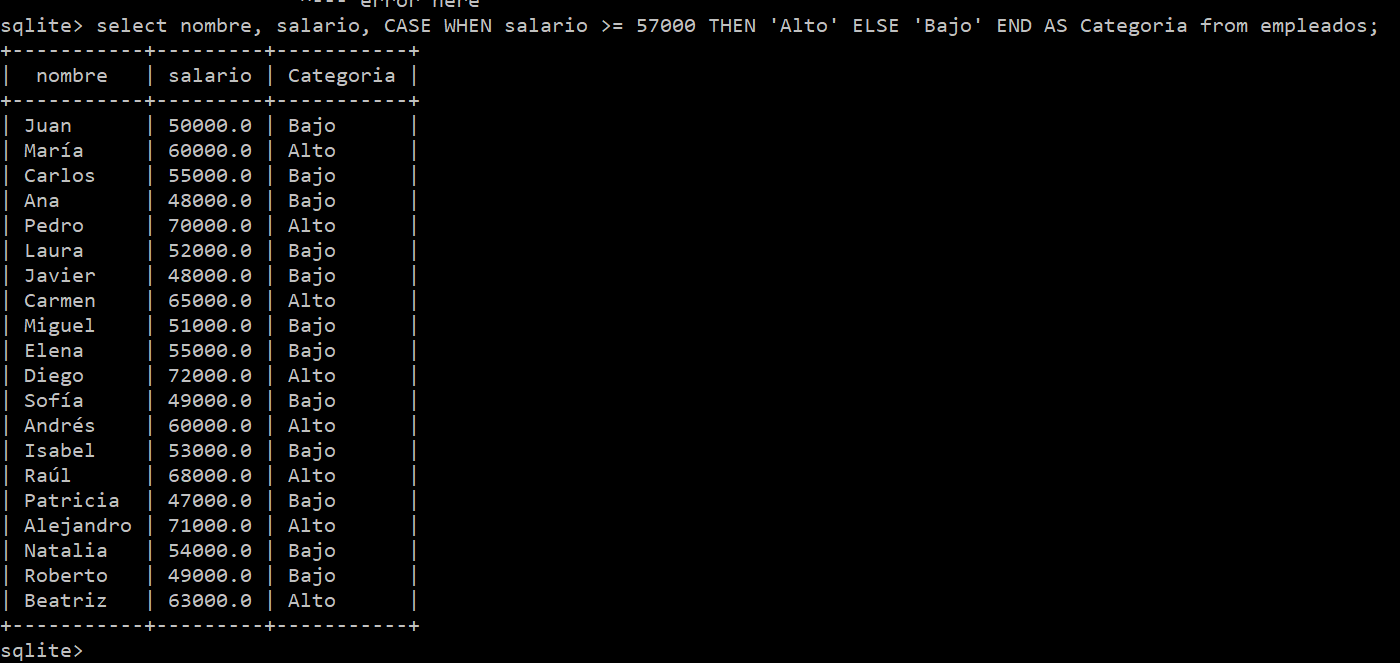 ^--- error here
sqlite> select nombre, salario, CASE WHEN salario >= 57000 THEN 'Alto' ELSE 'Bajo' END AS Categoria from empleados;
+-----------+---------+-----------+
|  nombre   | salario | Categoria |
+-----------+---------+-----------+
| Juan      | 50000.0 | Bajo      |
| María     | 60000.0 | Alto      |
| Carlos    | 55000.0 | Bajo      |
| Ana       | 48000.0 | Bajo      |
| Pedro     | 70000.0 | Alto      |
| Laura     | 52000.0 | Bajo      |
| Javier    | 48000.0 | Bajo      |
| Carmen    | 65000.0 | Alto      |
| Miguel    | 51000.0 | Bajo      |
| Elena     | 55000.0 | Bajo      |
| Diego     | 72000.0 | Alto      |
| Sofía     | 49000.0 | Bajo      |
| Andrés    | 60000.0 | Alto      |
| Isabel    | 53000.0 | Bajo      |
| Raúl      | 68000.0 | Alto      |
| Patricia  | 47000.0 | Bajo      |
| Alejandro | 71000.0 | Alto      |
| Natalia   | 54000.0 | Bajo      |
| Roberto   | 49000.0 | Bajo      |
| Beatriz   | 63000.0 | Alto      |
+-----------+---------+-----------+
sqlite>